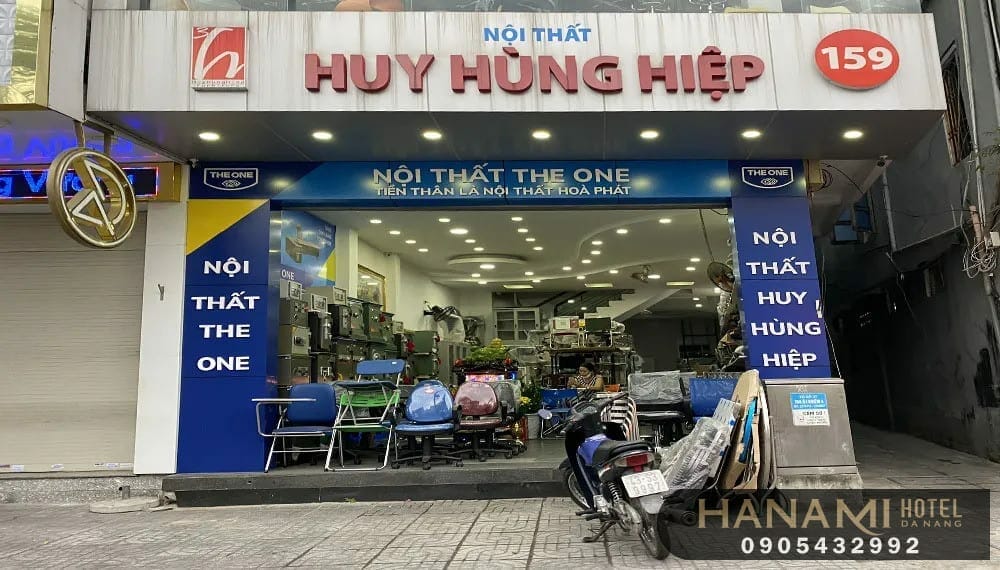 NỘI THẤT
HUY HÙNG HIỆP
159
THE ONE
NỘI THẤT THE ONE
TIỀN THÂN LÀ NỘI THẤT HOÀ PHÁT
THE ONE
NỘI
THẤT
THE
ONE
ONE
NỘI
THẤT
HUY
HÙNG
HIỆP
HANAMI HOTEL
DA NANG
0905432992